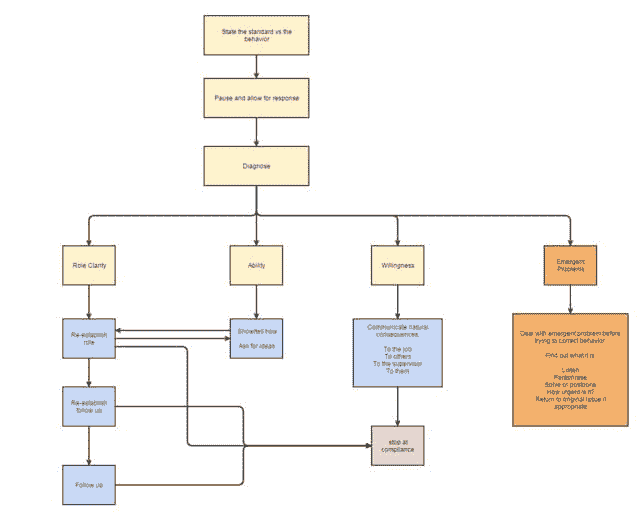 State the standard vs the
behavior
Pause and allow for response
Diagnose
Role Clarity
Ability
Willingness
Emergent
Problems
Re-establish
role
Show/tell how
Ask for ideas
Communicate natural
consequences
To the job
To others
To the supervisor
To them
Deal with emergent problem before
trying to correct behavior
Find out what it is
Listen
Paraphrase
Solve or postpone
How urgent is it?
Return to original issue if
appropriate
Re-establish
follow up
stop at
compliance
Follow up